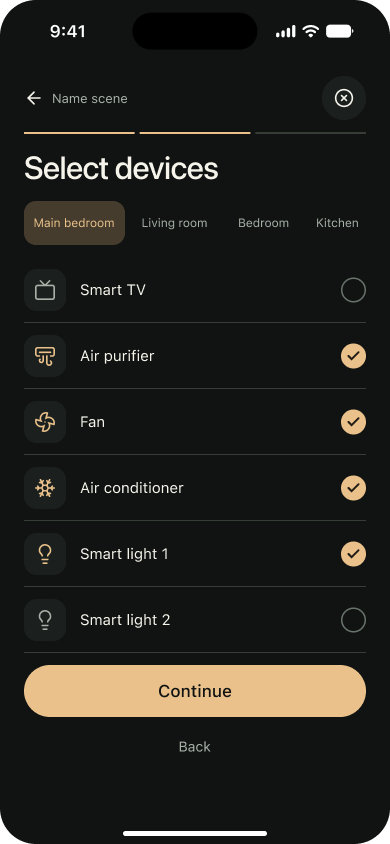 9:41
Name scene
Select devices
Main bedroom Living room Bedroom Kitchen
Smart TV
Air purifier
Fan
Air conditioner
Smart light 1
Smart light 2
Continue
Back